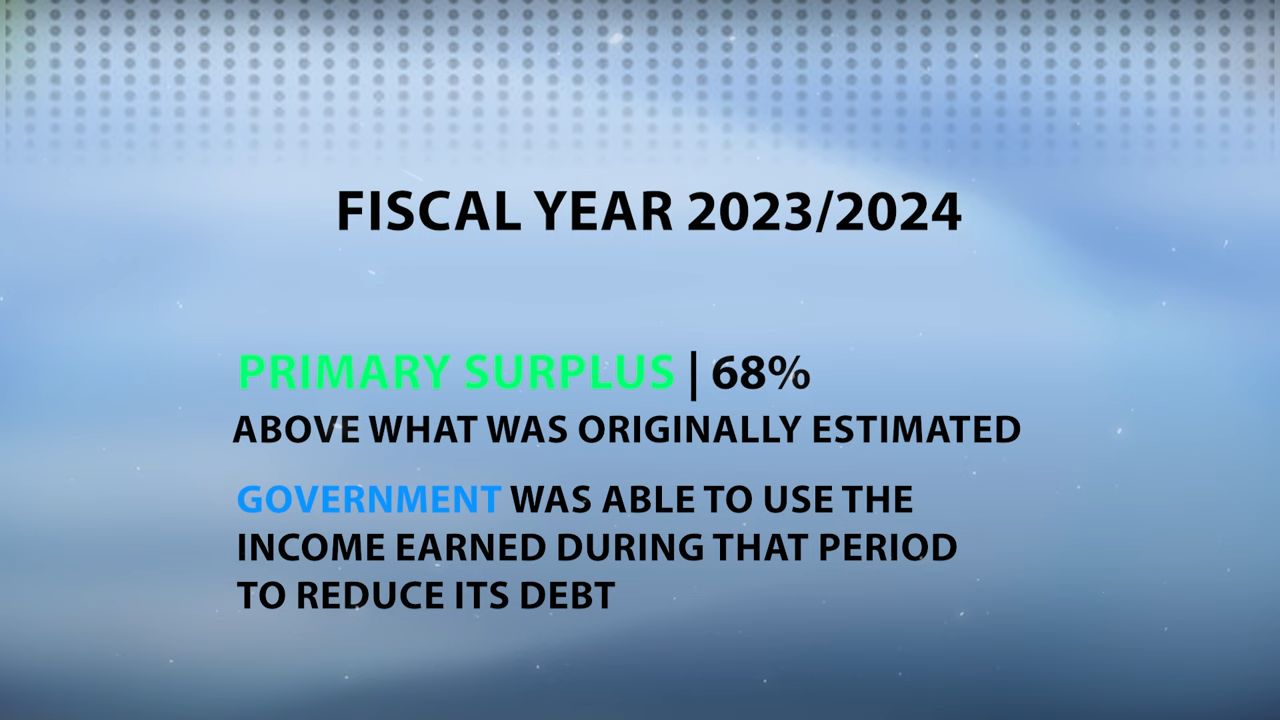 FISCAL YEAR 2023/2024
PRIMARY SURPLUS | 68%
ABOVE WHAT WAS ORIGINALLY ESTIMATED
GOVERNMENT WAS ABLE TO USE THE
INCOME EARNED DURING THAT PERIOD
TO REDUCE ITS DEBT